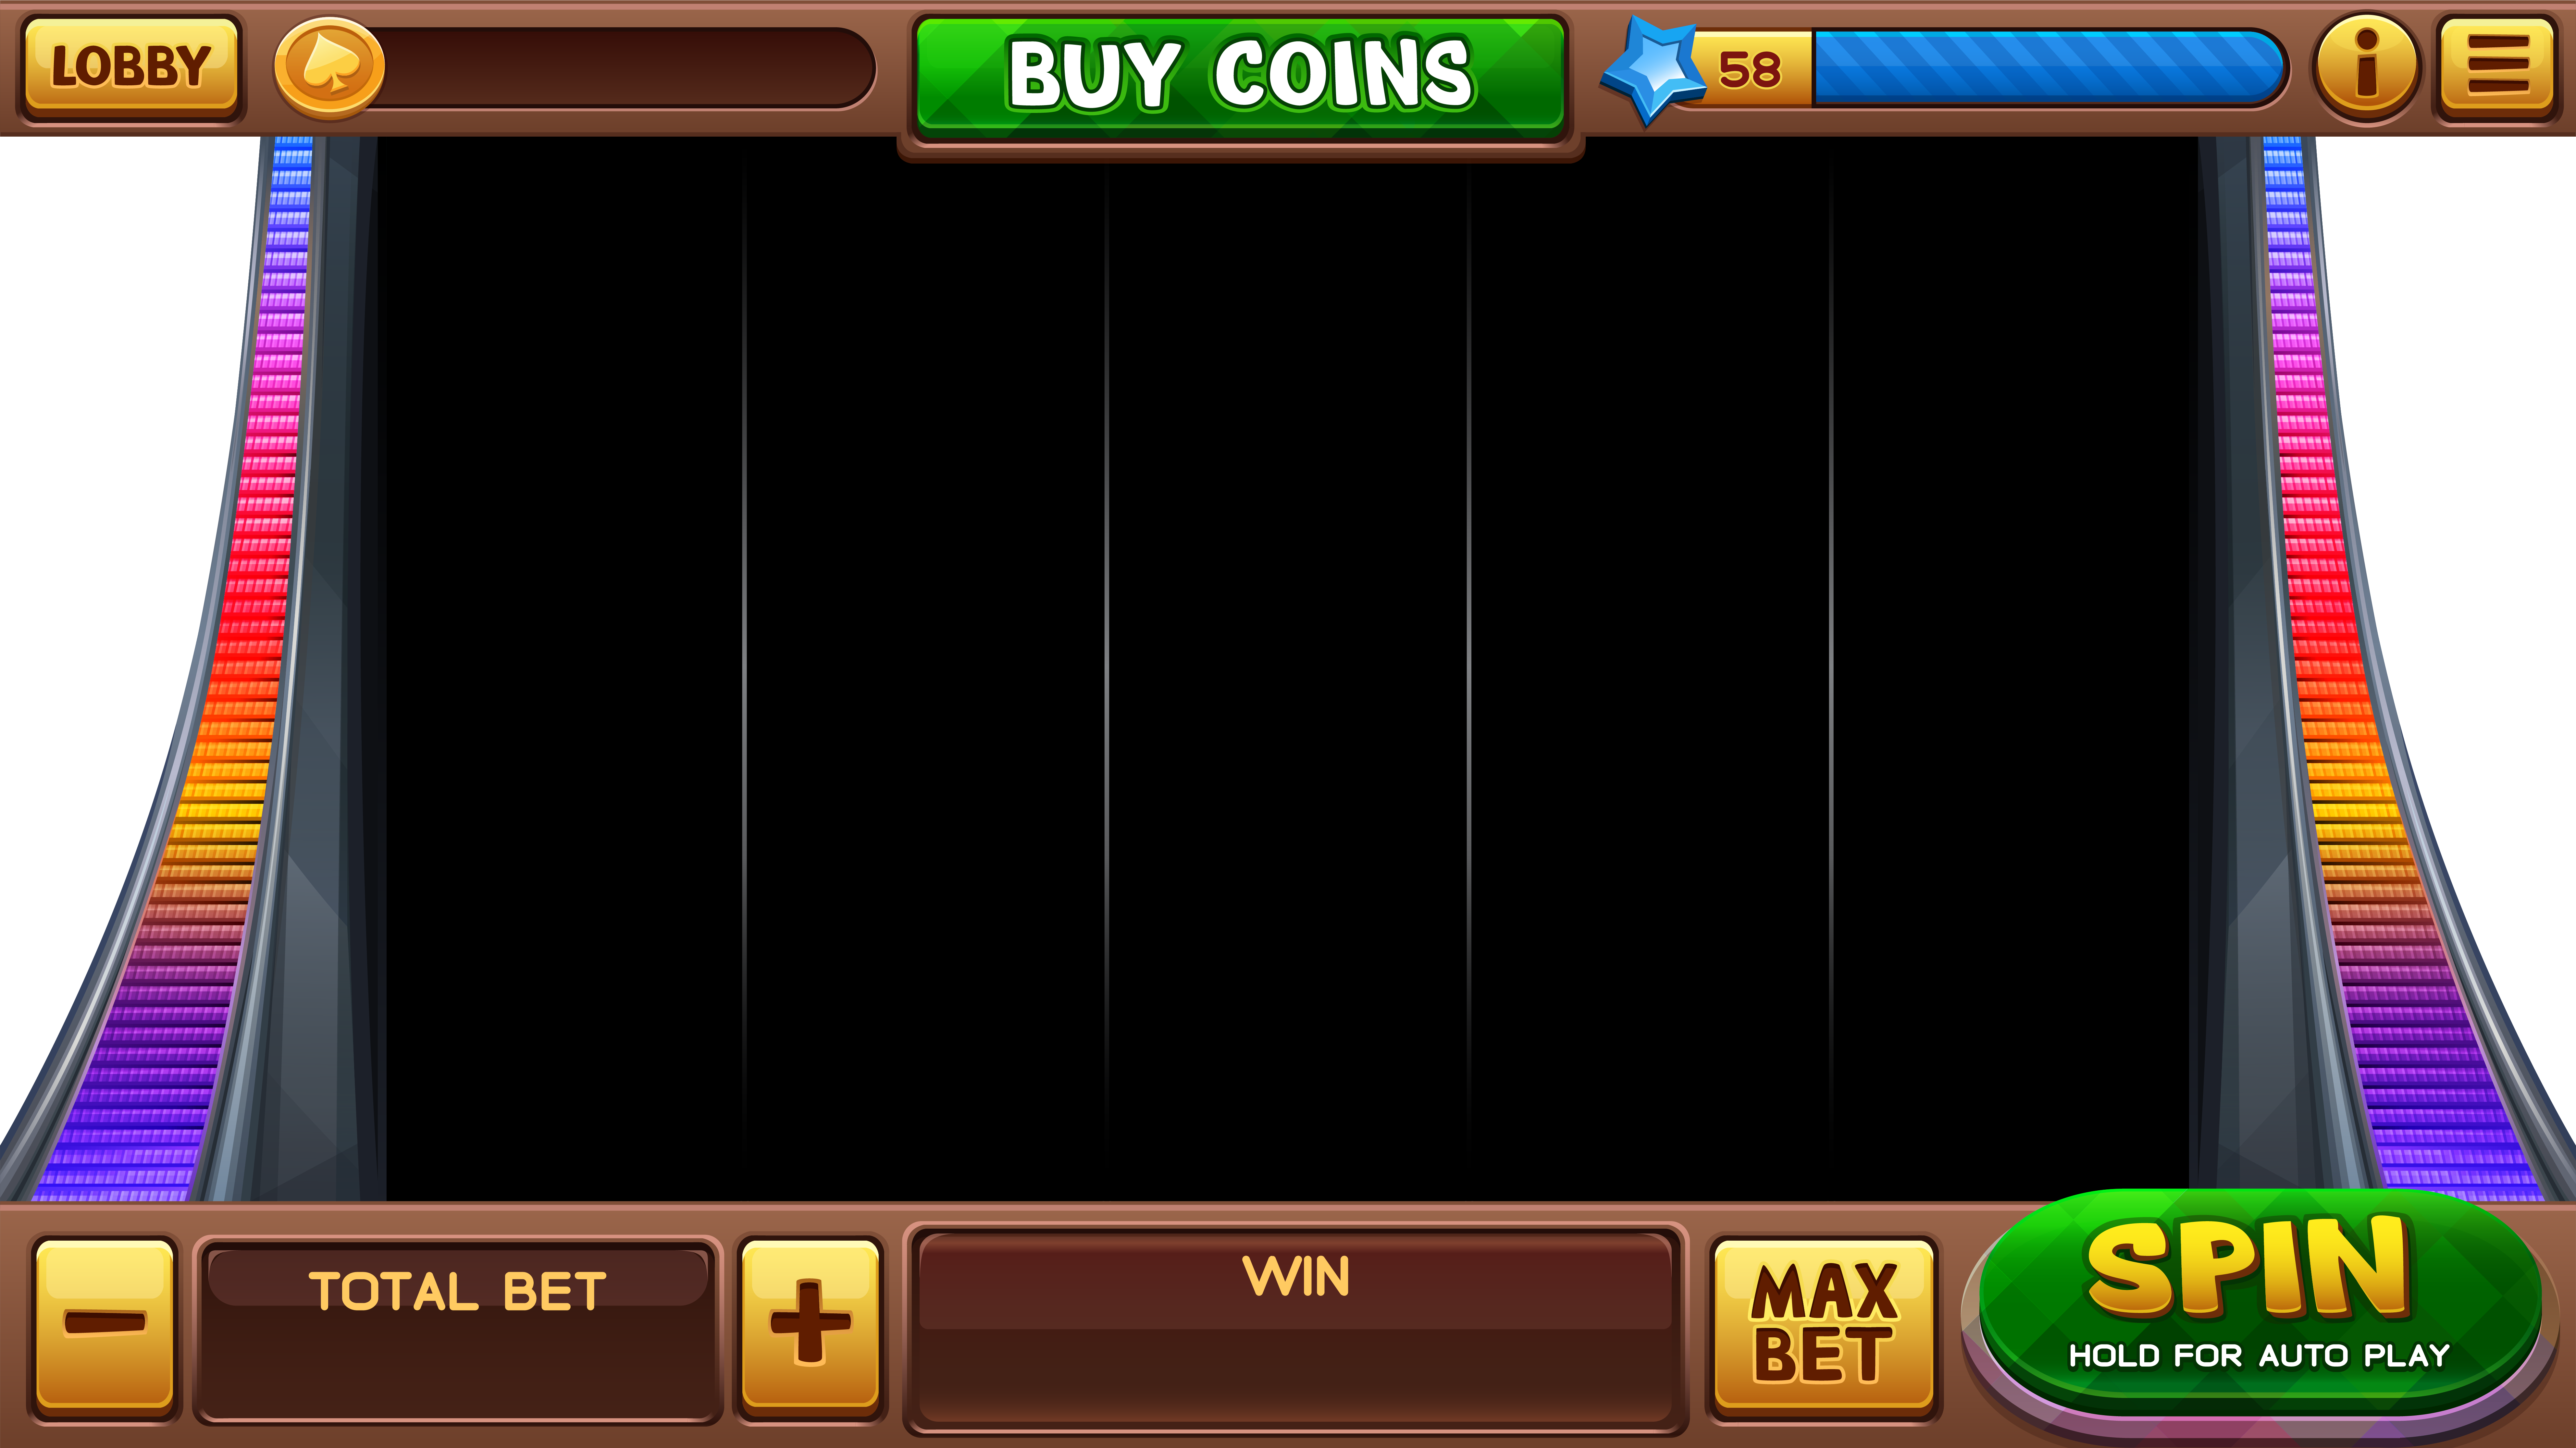 LOBBY
BUY COINS
58
TOTAL BET
WIN
MAX
BET
SPIN
HOLD FOR AUTO PLAY